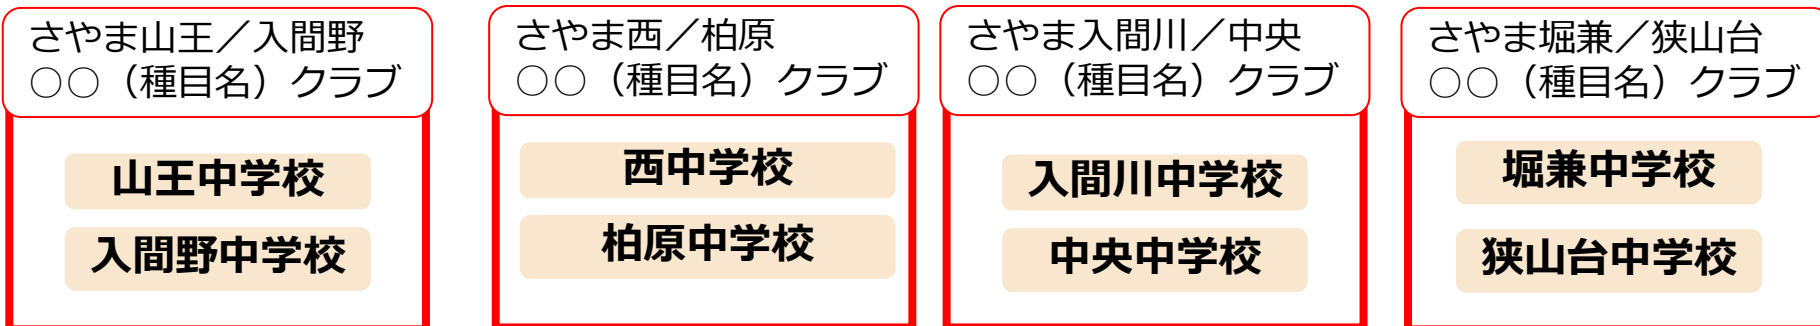 さやま山王／入間野
○○（種目名）クラブ
山王中学校
入間野中学校
さやま西／柏原
○○（種目名）クラブ
西中学校
柏原中学校
さやま入間川／中央
○○（種目名）クラブ
入間川中学校
中央中学校
さやま堀兼／狭山台
○○（種目名）クラブ
堀兼中学校
狭山台中学校